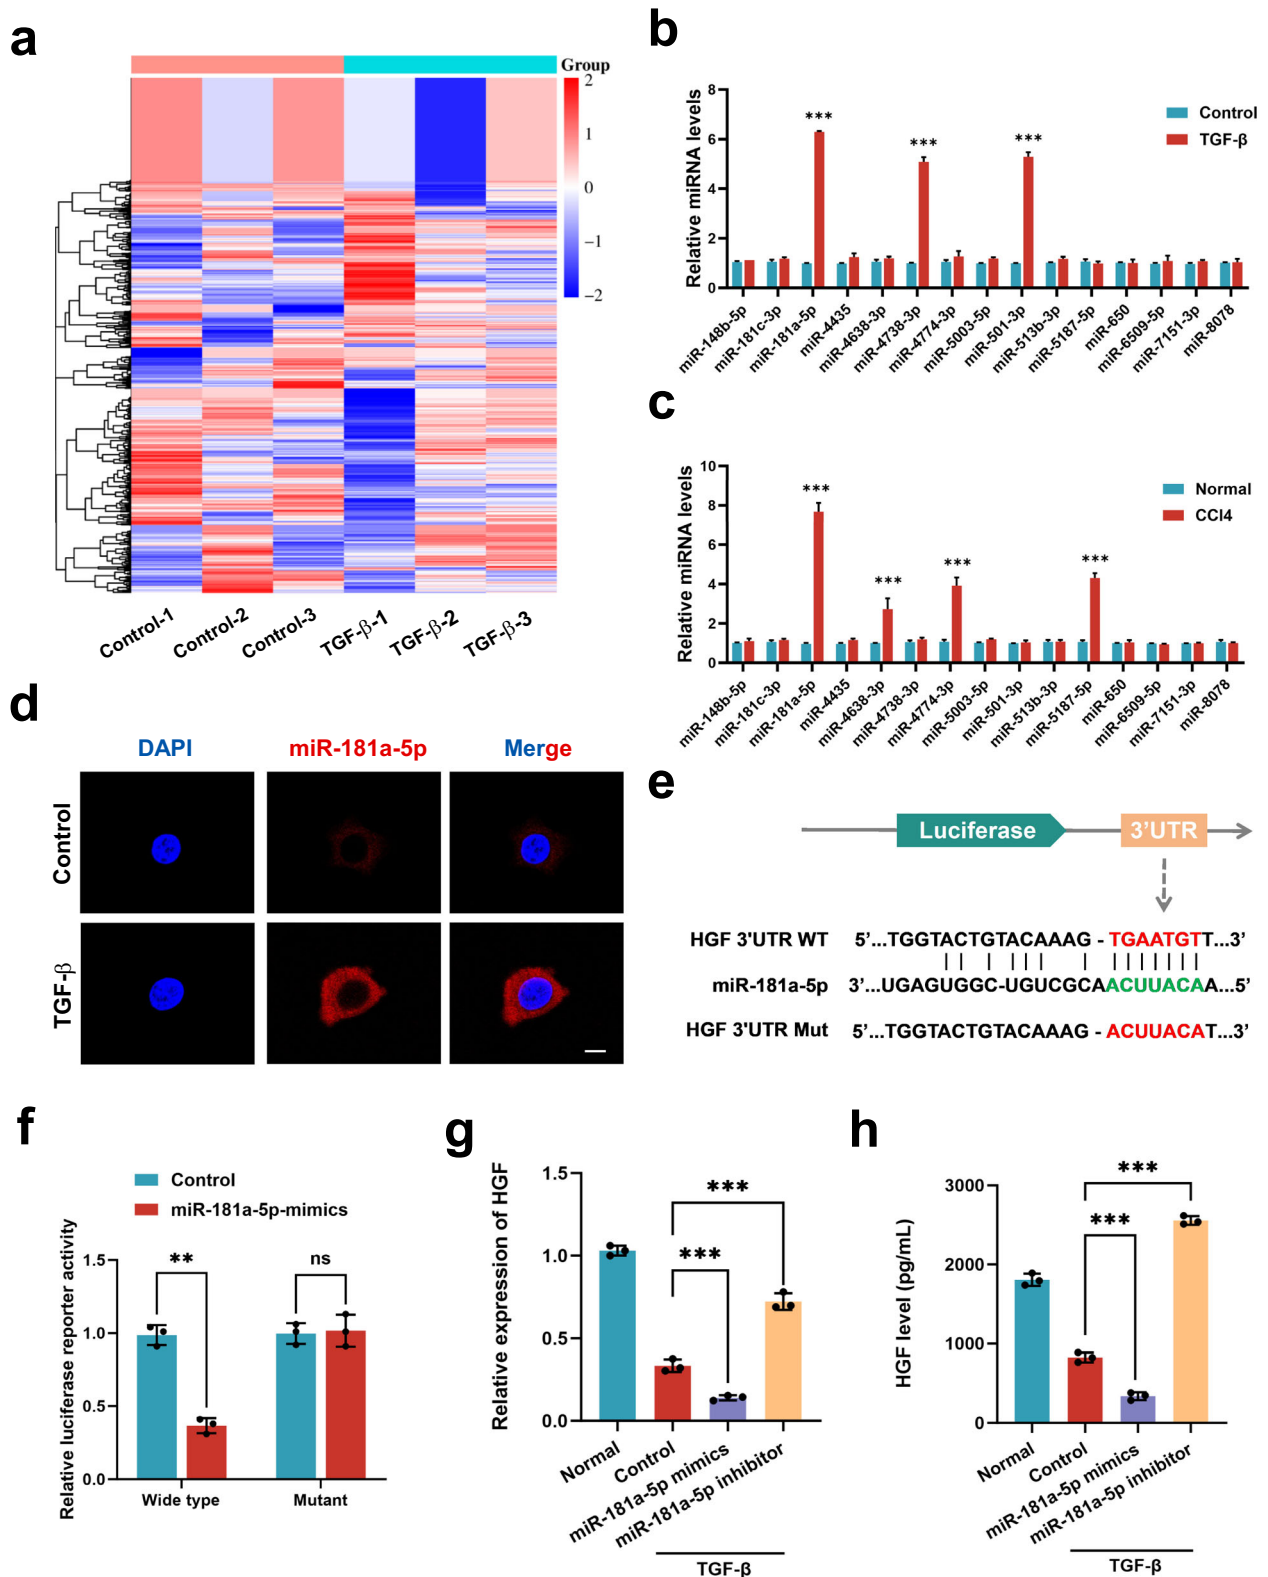 a
Group
2
1
0
−1
−2
Control-1
Control-2
Control-3
TGF-β-1
TGF-β-2
TGF-β-3
b
Relative miRNA levels
8
6
4
2
0
***
***
***
Control
TGF-β
miR-148b-5p
miR-181c-3p
miR-181a-5p
miR-4435
miR-4638-3p
miR-4738-3p
miR-4774-3p
miR-5003-5p
miR-501-3p
miR-513b-3p
miR-5187-5p
miR-650
miR-6509-5p
miR-7151-3p
miR-8078
c
Relative miRNA levels
10
8
6
4
2
0
***
***
***
***
Normal
CCl4
miR-148b-5p
miR-181c-3p
miR-181a-5p
miR-4435
miR-4638-3p
miR-4738-3p
miR-4774-3p
miR-5003-5p
miR-501-3p
miR-513b-3p
miR-5187-5p
miR-650
miR-6509-5p
miR-7151-3p
miR-8078
d
DAPI
miR-181a-5p
Merge
Control
TGF-β
e
Luciferase
3'UTR
HGF 3'UTR WT 5'...TGGTACTGTACAAAG - TGAATGTT...3'
miR-181a-5p 3'...UGAGUGGC-UGUCGCAACUUACAA...5'
HGF 3'UTR Mut 5'...TGGTACTGTACAAAG - ACUUACAT...3'
f
Control
miR-181a-5p-mimics
Relative luciferase reporter activity
1.5
1.0
0.5
0.0
**
ns
Wide type
Mutant
g
Relative expression of HGF
1.5
1.0
0.5
0.0
***
***
Normal
Control
miR-181a-5p mimics
miR-181a-5p inhibitor
TGF-β
h
HGF level (pg/mL)
3000
2000
1000
0
***
***
Normal
Control
miR-181a-5p mimics
miR-181a-5p inhibitor
TGF-β